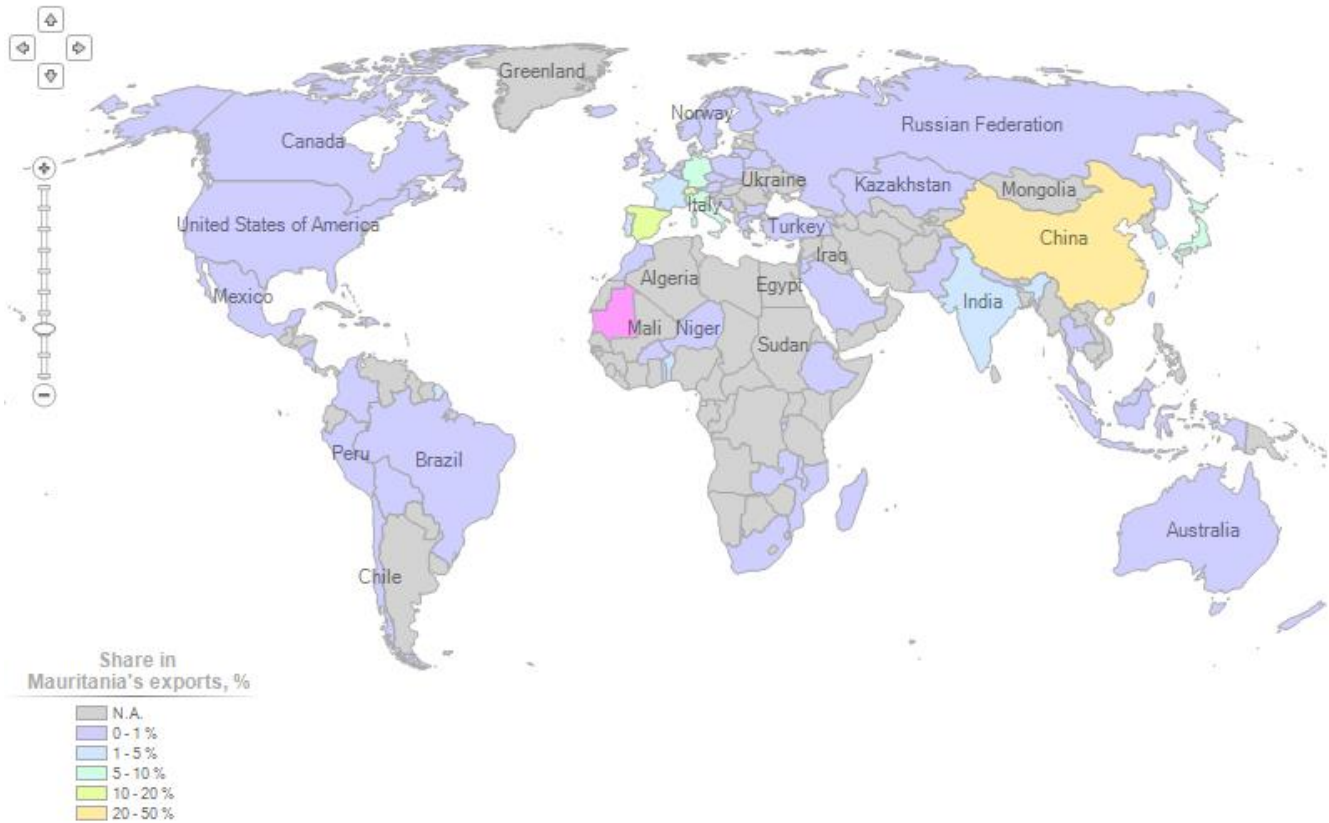 Greenland
Norway
Canada
Russian Federation
Ukraine
Kazakhstan
Mongolia
Italy
United States of America
Turkey
China
Iraq
Algeria
Egypt
Mexico
India
Mali
Niger
Sudan
Peru
Brazil
Australia
Chile
Share in
Mauritania's exports, %
N.A.
0 - 1 %
1 - 5 %
5 - 10 %
10 - 20 %
20 - 50 %